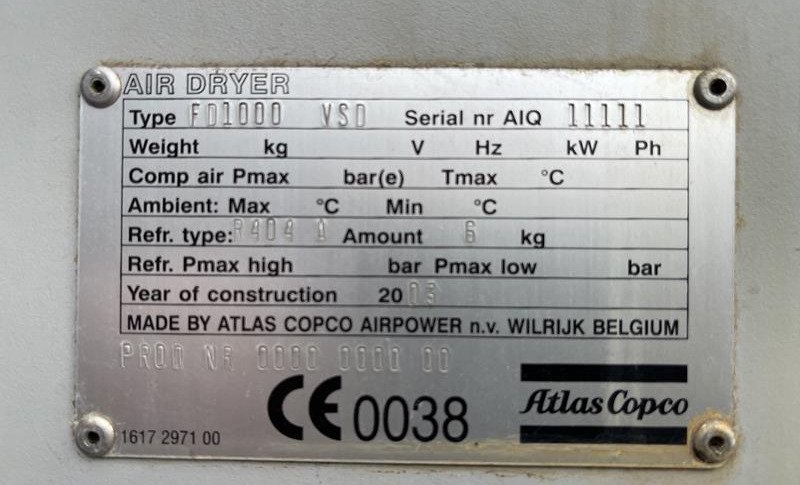 AIR DRYER
Type FD1000 VSD Serial nr AIQ 11111
Weight kg V Hz kW Ph
Comp air Pmax bar(e) Tmax °C
Ambient: Max °C Min °C
Refr. type: R404 A Amount 6 kg
Refr. Pmax high bar Pmax low bar
Year of construction 20
MADE BY ATLAS COPCO AIRPOWER n.v. WILRIJK BELGIUM
PROD NR 0000 0000 00
CE 0038 Atlas Copco
1617 2971 00